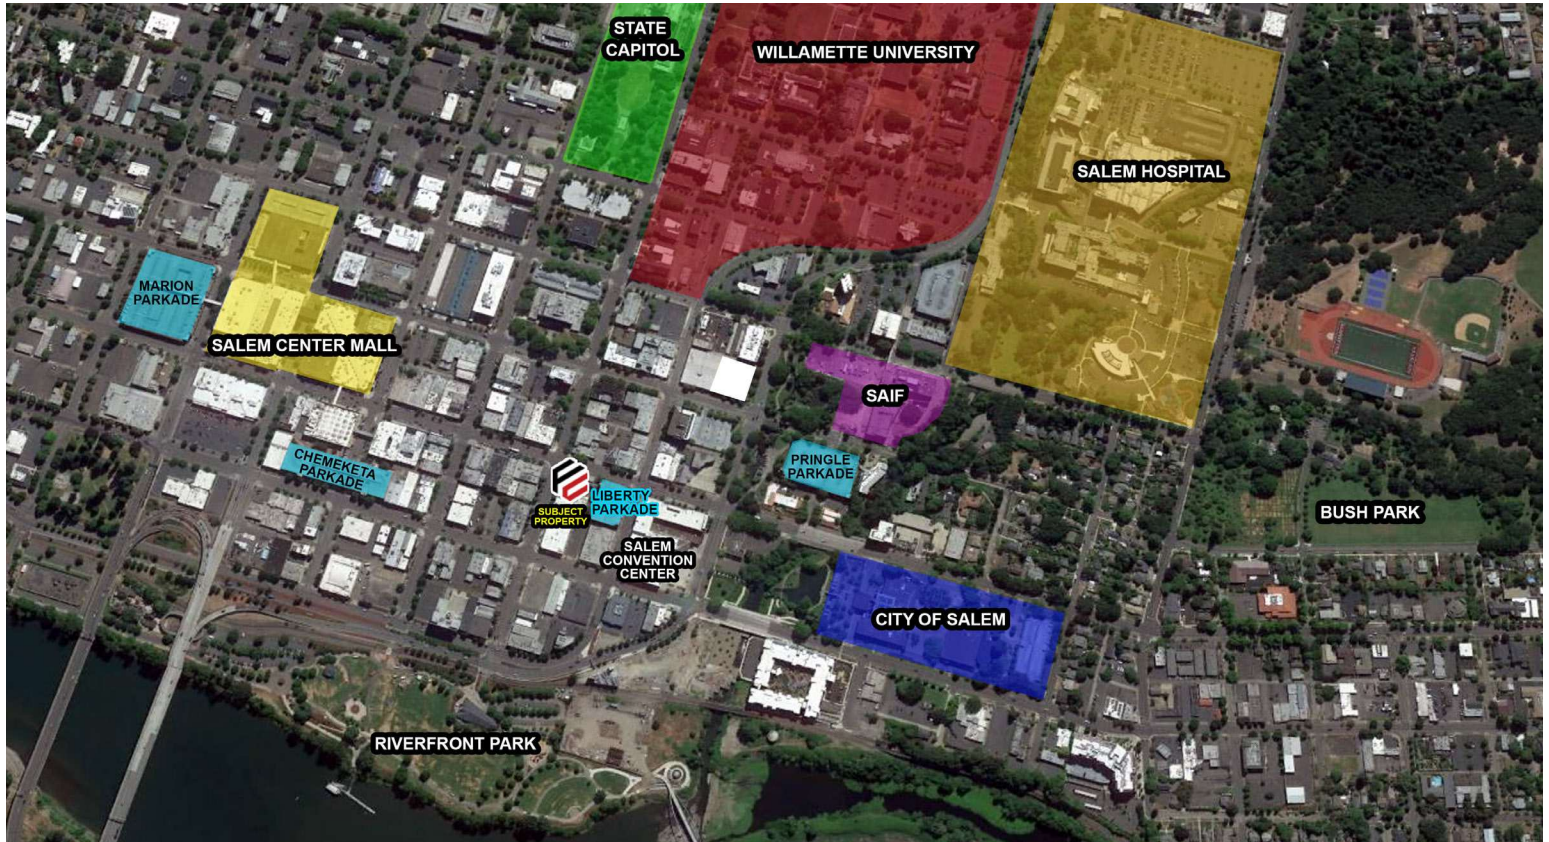 STATE
CAPITOL
WILLAMETTE UNIVERSITY
SALEM HOSPITAL
MARION
PARKADE
SALEM CENTER MALL
SAIF
CHEMEKETA
PARKADE
PRINGLE
PARKADE
LIBERTY
PARKADE
SUBJECT
PROPERTY
BUSH PARK
SALEM
CONVENTION
CENTER
CITY OF SALEM
RIVERFRONT PARK